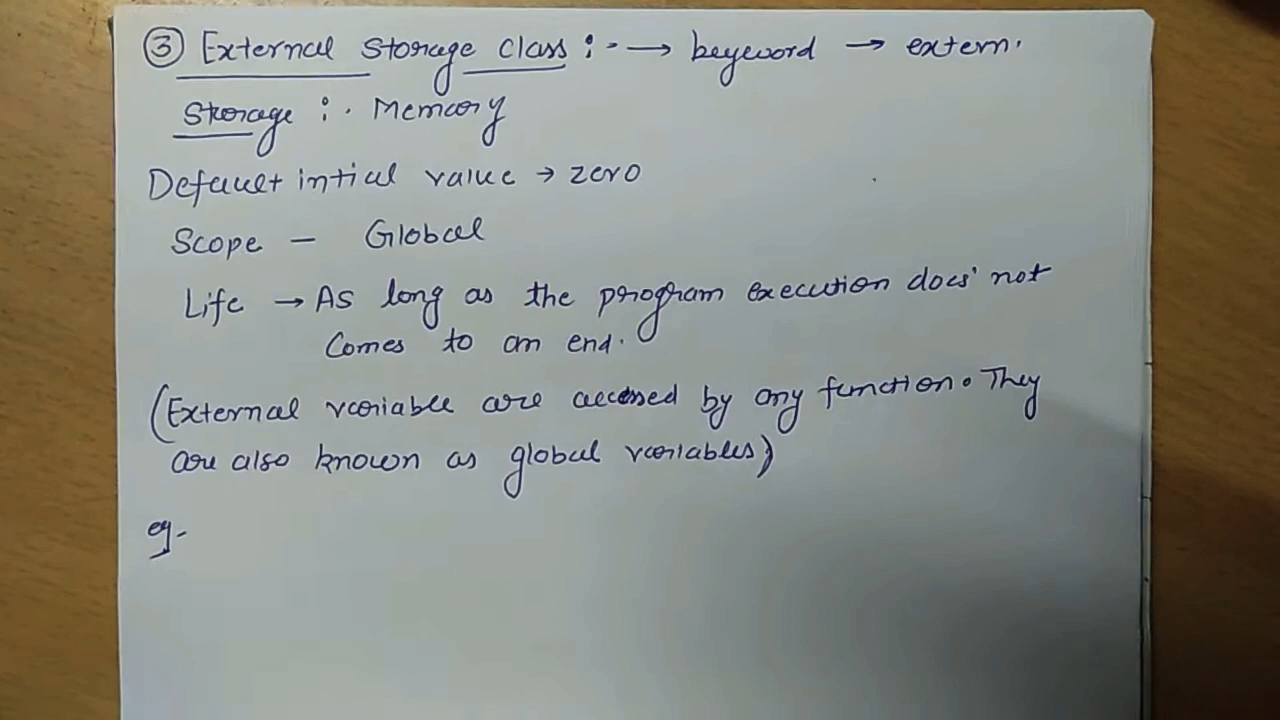 ③ External Storage Class :- → keyword → extern.
Storage :- Memory
Default intial value → zero
Scope — Global
Life → As long as the program execution does' not
Comes to an end.
(External variable are accessed by any function. They
are also known as global variables)
eg-